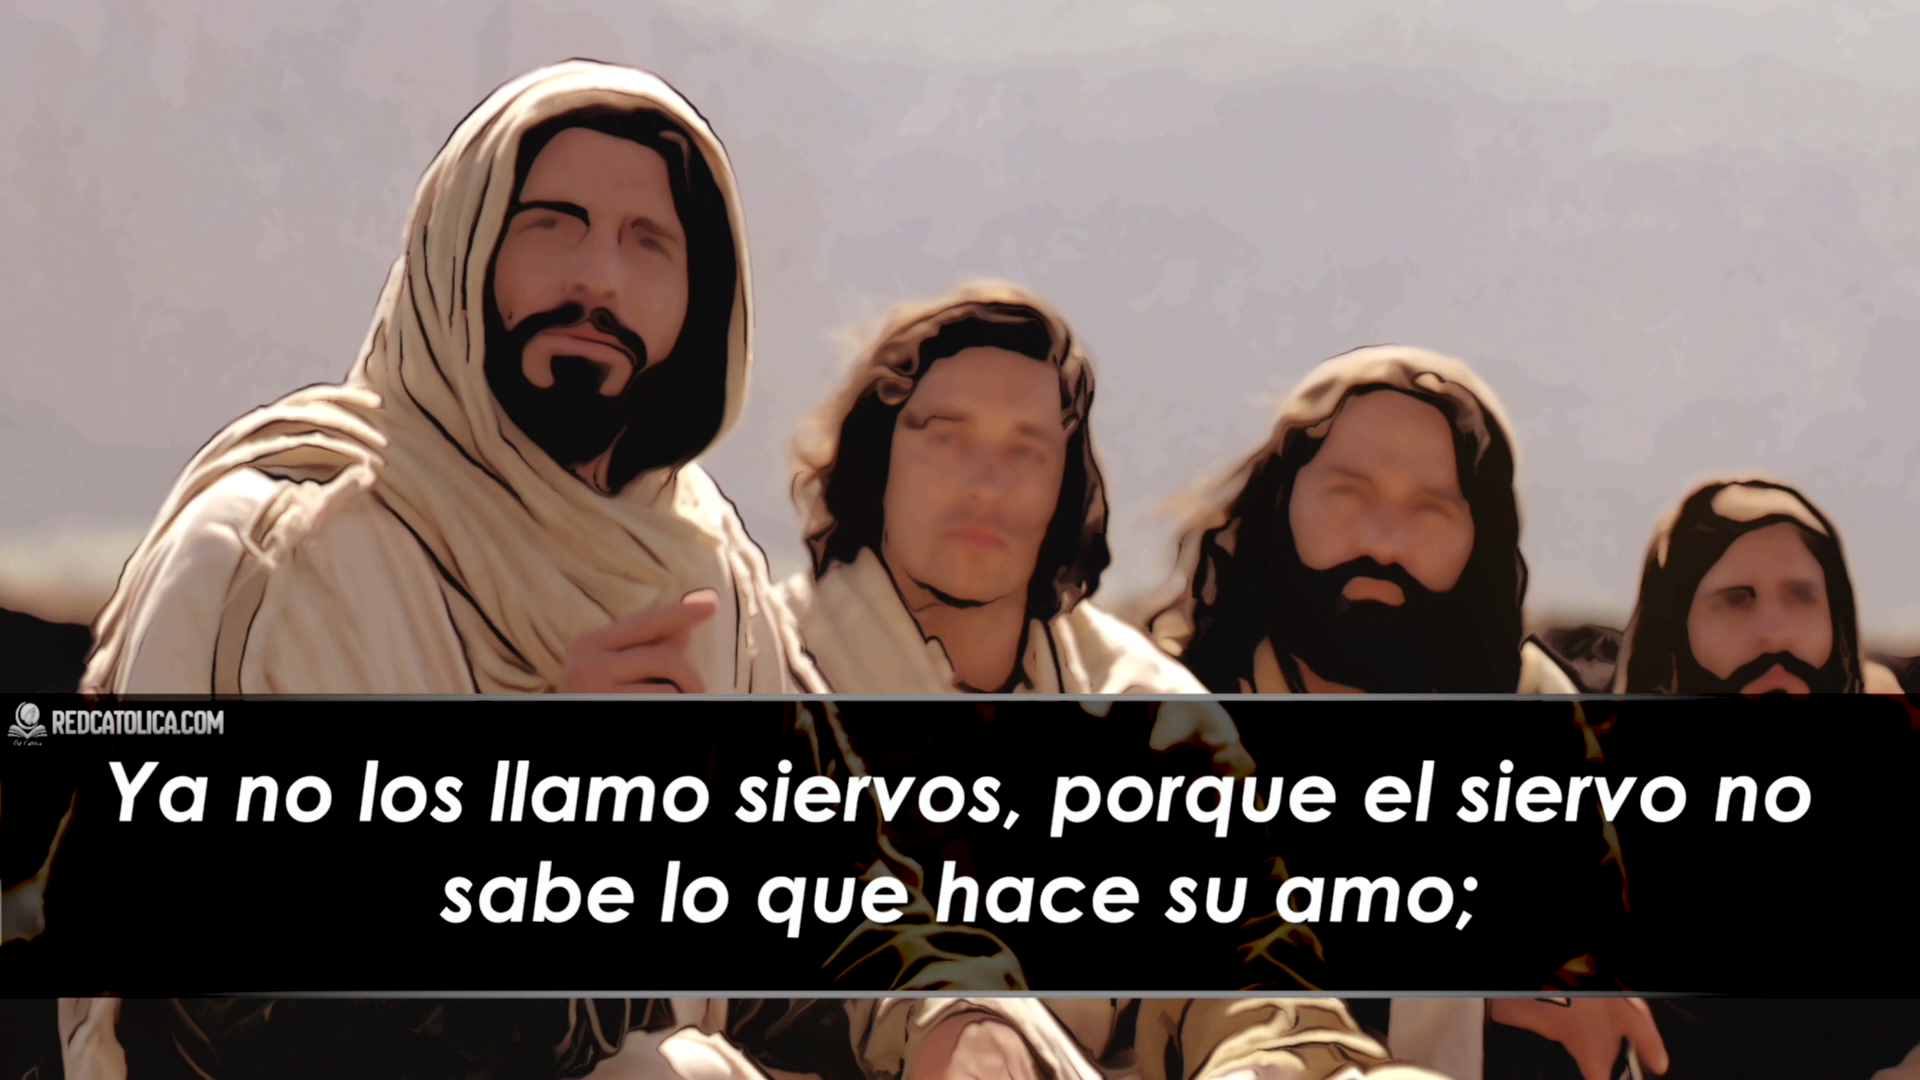 REDCATOLICA.COM
Ya no los llamo siervos, porque el siervo no
sabe lo que hace su amo;